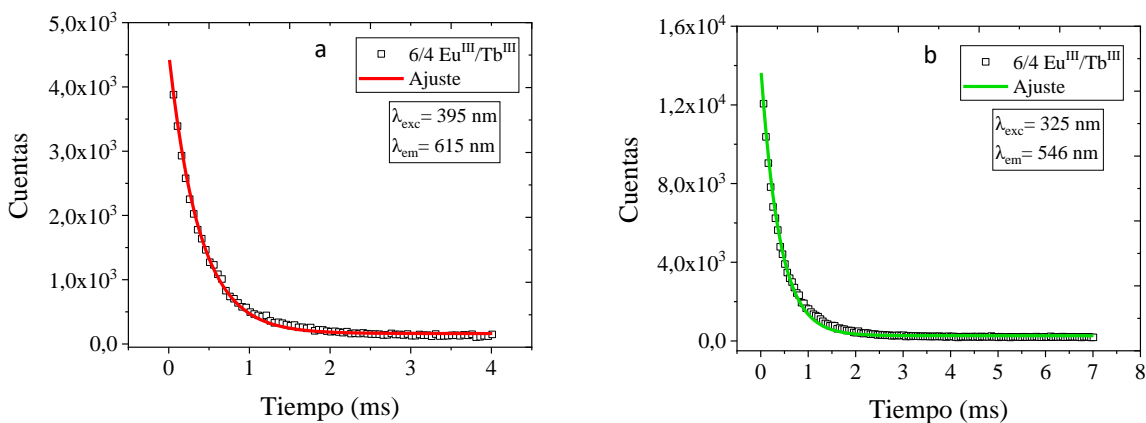 a
6/4 Eu^III/Tb^III
Ajuste
λexc= 395 nm
λem= 615 nm
5,0x10³
4,0x10³
3,0x10³
2,0x10³
1,0x10³
0,0
Cuentas
0 1 2 3 4
Tiempo (ms)
b
6/4 Eu^III/Tb^III
Ajuste
λexc= 325 nm
λem= 546 nm
1,6x10⁴
1,2x10⁴
8,0x10³
4,0x10³
0,0
Cuentas
0 1 2 3 4 5 6 7 8
Tiempo (ms)